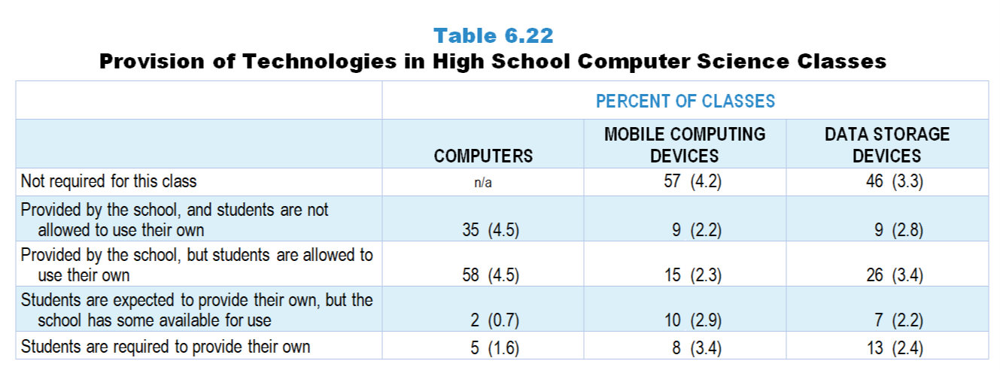 Table 6.22
Provision of Technologies in High School Computer Science Classes
PERCENT OF CLASSES
COMPUTERS
MOBILE COMPUTING
DEVICES
DATA STORAGE
DEVICES
Not required for this class n/a 57 (4.2) 46 (3.3)
Provided by the school, and students are not
allowed to use their own 35 (4.5) 9 (2.2) 9 (2.8)
Provided by the school, but students are allowed to
use their own 58 (4.5) 15 (2.3) 26 (3.4)
Students are expected to provide their own, but the
school has some available for use 2 (0.7) 10 (2.9) 7 (2.2)
Students are required to provide their own 5 (1.6) 8 (3.4) 13 (2.4)